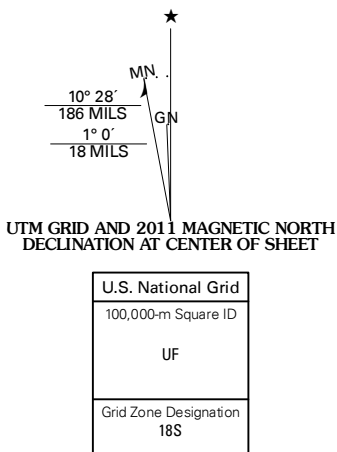 ★
MN
10° 28´
186 MILS
GN
1° 0´
18 MILS
UTM GRID AND 2011 MAGNETIC NORTH
DECLINATION AT CENTER OF SHEET
U.S. National Grid
100,000-m Square ID
UF
Grid Zone Designation
18S